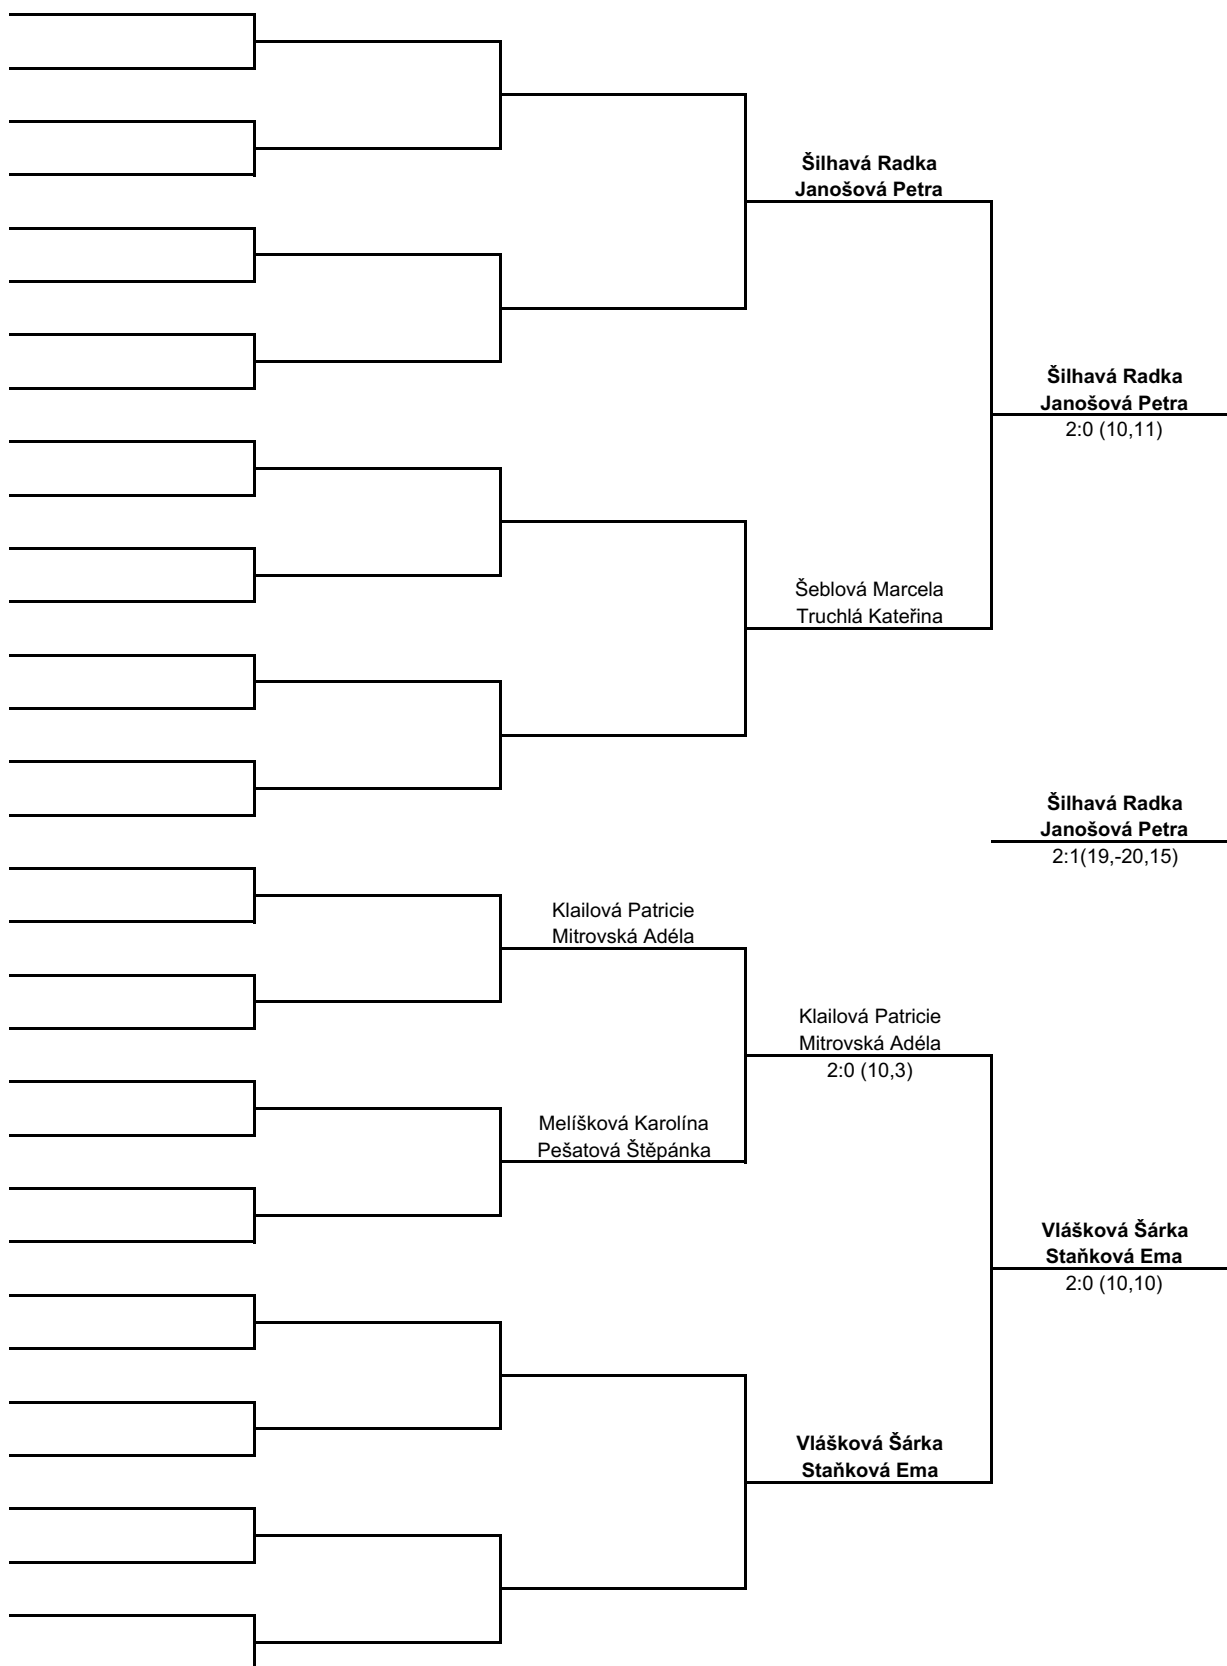 Šilhavá Radka
Janošová Petra
Šilhavá Radka
Janošová Petra
2:0 (10,11)
Šeblová Marcela
Truchlá Kateřina
Šilhavá Radka
Janošová Petra
2:1(19,-20,15)
Klailová Patricie
Mitrovská Adéla
Klailová Patricie
Mitrovská Adéla
2:0 (10,3)
Melíšková Karolína
Pešatová Štěpánka
Vlášková Šárka
Staňková Ema
2:0 (10,10)
Vlášková Šárka
Staňková Ema